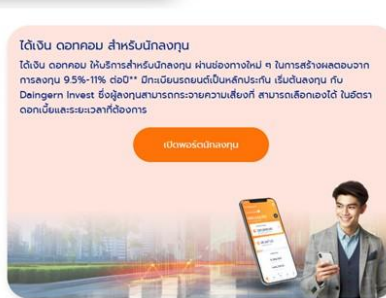 ได้เงิน ดอทคอม สำหรับนักลงทุน
ได้เงิน ดอทคอม ให้บริการสำหรับนักลงทุน ผ่านช่องทางใหม่ ๆ ในการสร้างผลตอบจาก
การลงทุน 9.5%-11% ต่อปี** มีทะเบียนรถยนต์เป็นหลักประกัน เริ่มต้นลงทุน กับ
Daingern Invest ซึ่งผู้ลงทุนสามารถกระจายความเสี่ยงที่ สามารถเลือกเองได้ ในอัตรา
ดอกเบี้ยและระยะเวลาที่ต้องการ
เปิดพอร์ตนักลงทุน